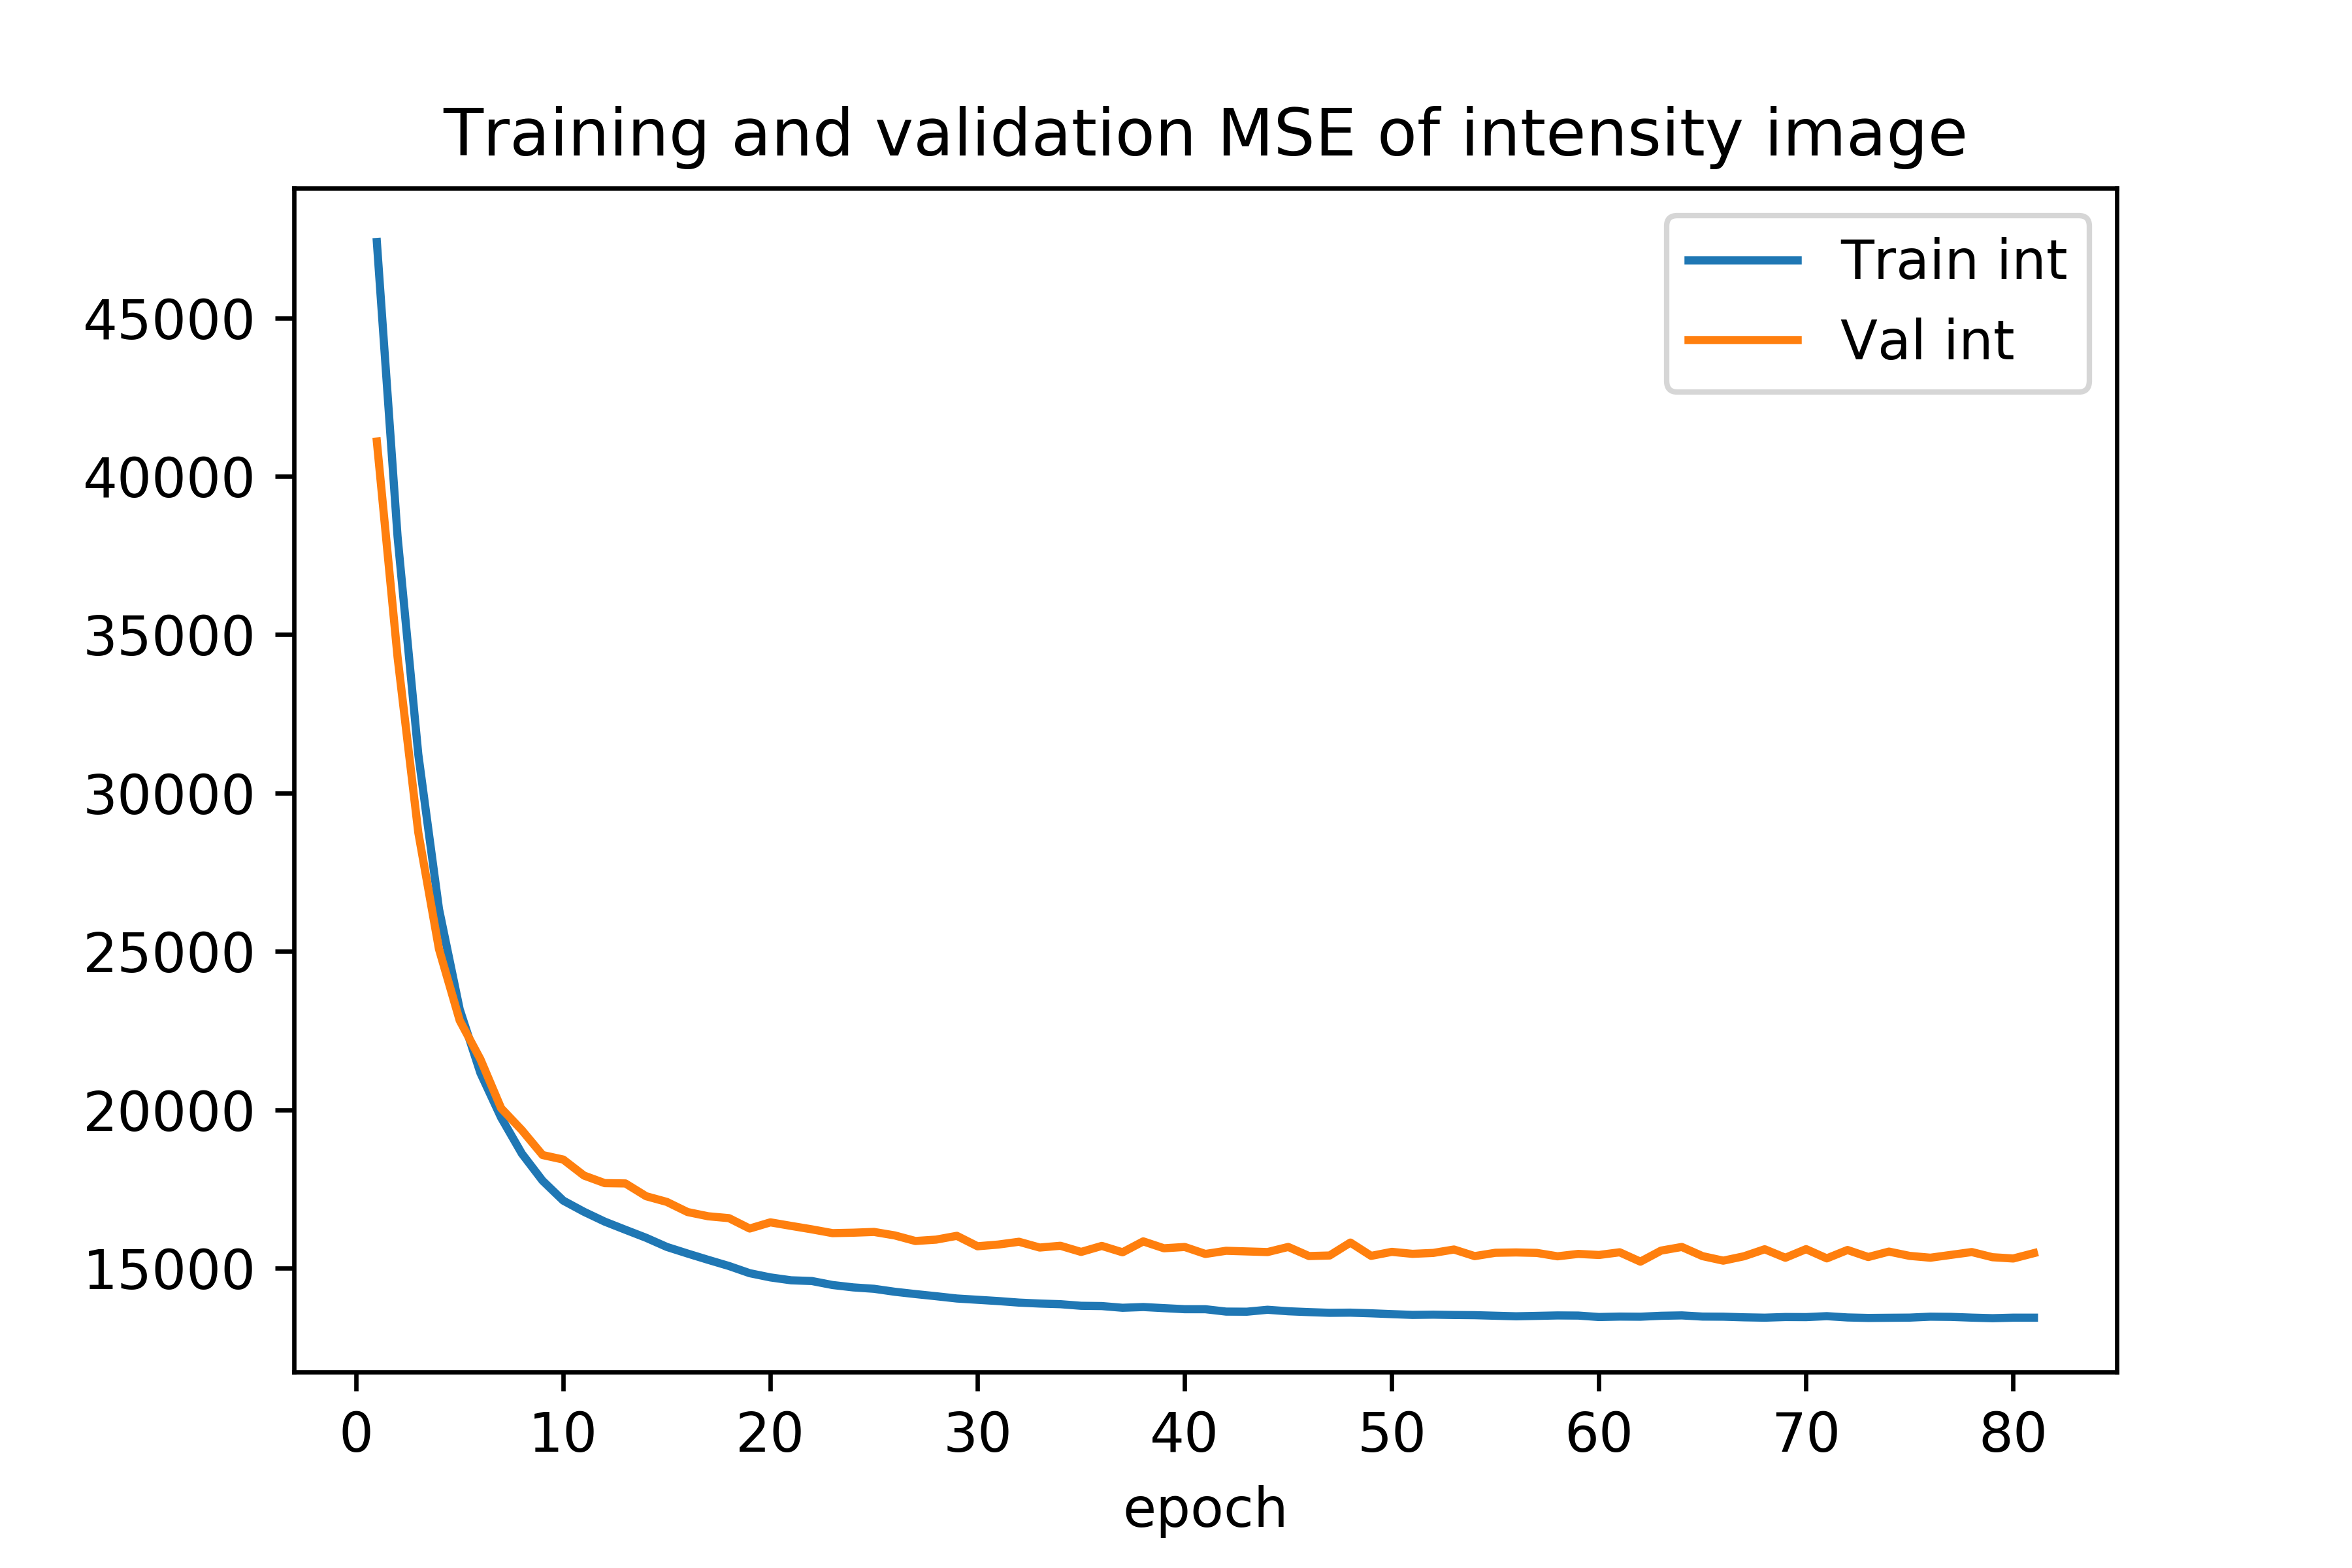 Training and validation MSE of intensity image
Train int
Val int
45000
40000
35000
30000
25000
20000
15000
0 10 20 30 40 50 60 70 80
epoch